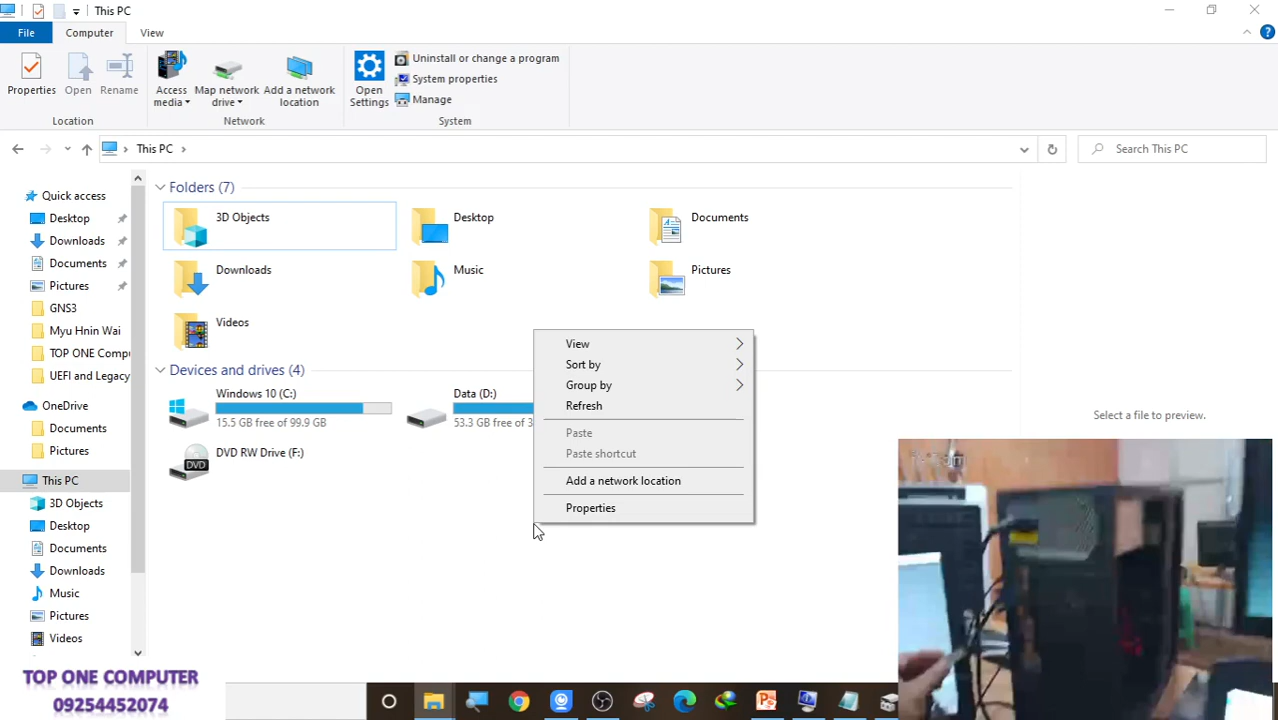 This PC
File
Computer
View
Properties
Open
Rename
Access media
Map network drive
Add a network location
Open Settings
Uninstall or change a program
System properties
Manage
Location
Network
System
This PC
Search This PC
Quick access
Desktop
Downloads
Documents
Pictures
GNS3
Myu Hnin Wai
TOP ONE Compu
UEFI and Legacy
OneDrive
Documents
Pictures
This PC
3D Objects
Desktop
Documents
Downloads
Music
Pictures
Videos
Folders (7)
3D Objects
Desktop
Documents
Downloads
Music
Pictures
Videos
Devices and drives (4)
Windows 10 (C:)
15.5 GB free of 99.9 GB
Data (D:)
53.3 GB free of 3
DVD RW Drive (F:)
DVD
View
Sort by
Group by
Refresh
Paste
Paste shortcut
Add a network location
Properties
Select a file to preview.
TOP ONE COMPUTER
09254452074